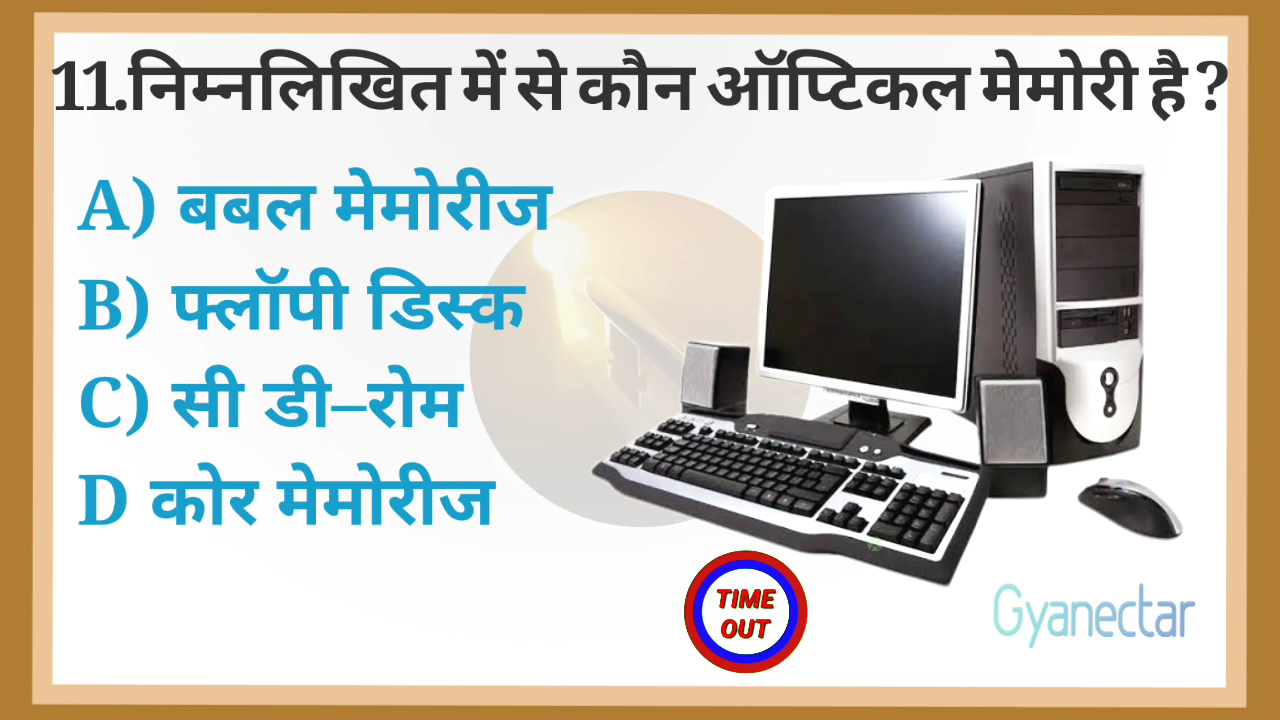 11.निम्नलिखित में से कौन ऑप्टिकल मेमोरी है ?
A) बबल मेमोरीज
B) फ्लॉपी डिस्क
C) सी डी–रोम
D कोर मेमोरीज
TIME
OUT
Gyanectar